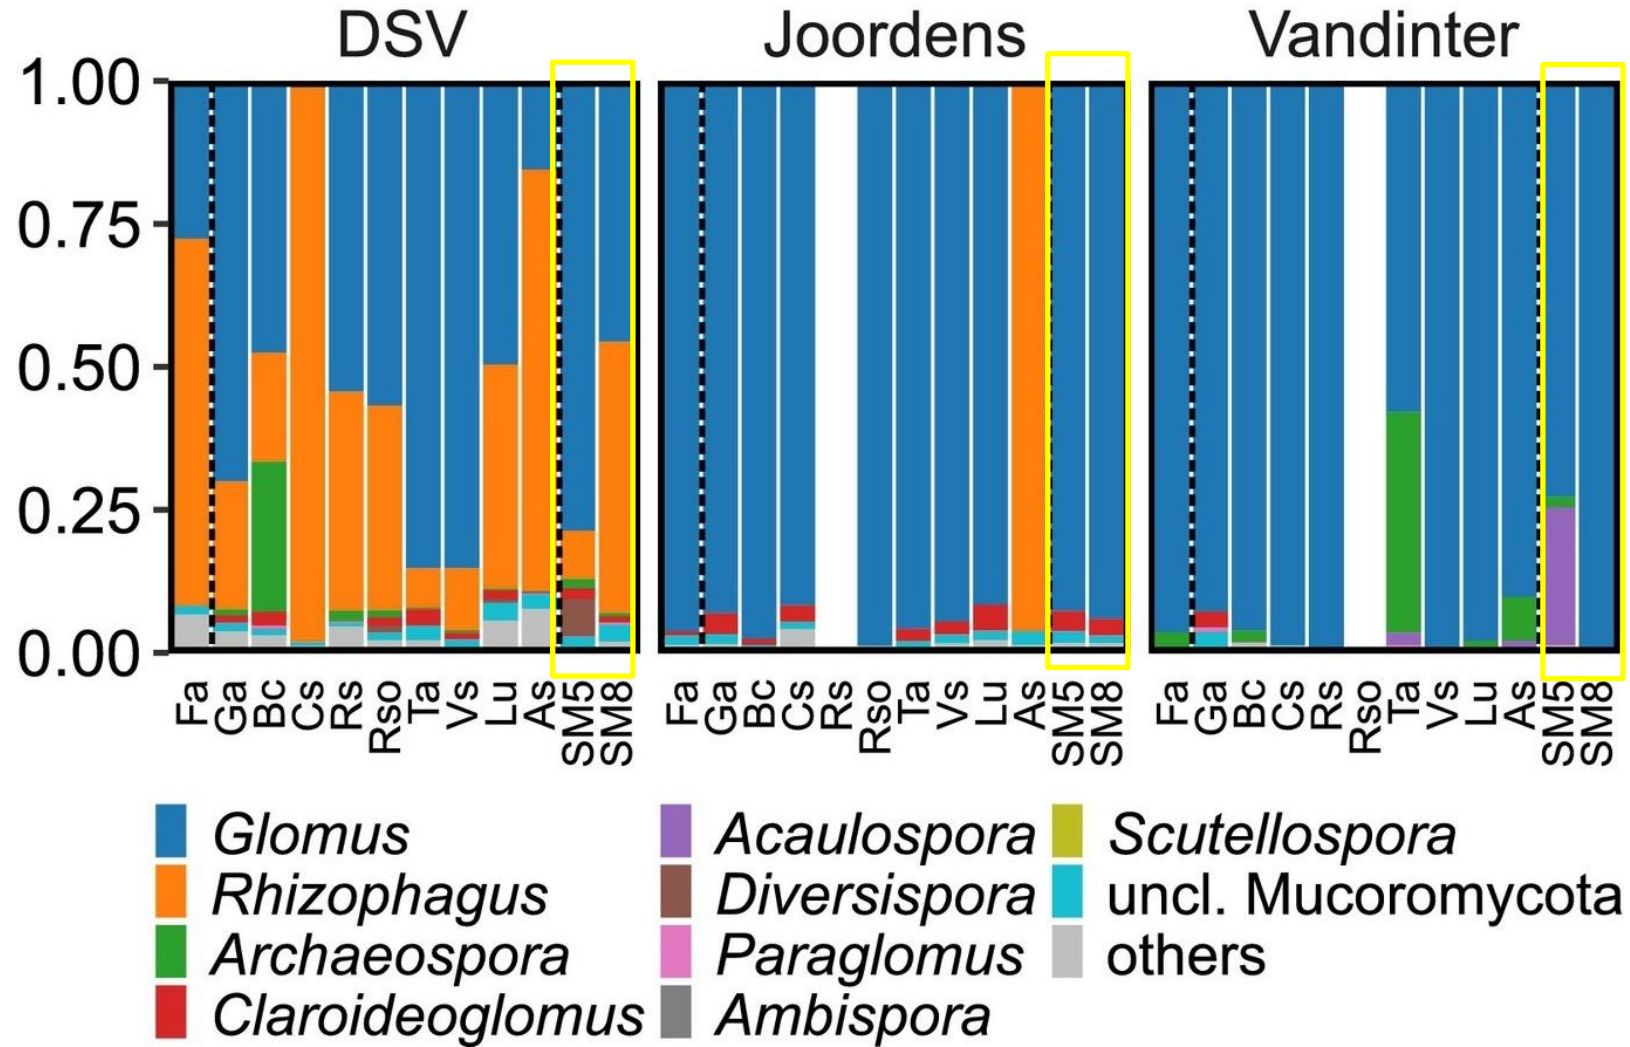 DSV Joordens Vandinter
1.00
0.75
0.50
0.25
0.00
Fa Ga Bc Cs Rs Rso Ta Vs Lu As SM5 SM8 Fa Ga Bc Cs Rs Rso Ta Vs Lu As SM5 SM8 Fa Ga Bc Cs Rs Rso Ta Vs Lu As SM5 SM8
Glomus Acaulospora Scutellospora
Rhizophagus Diversispora uncl. Mucoromycota
Archaeospora Paraglomus others
Claroideoglomus Ambispora